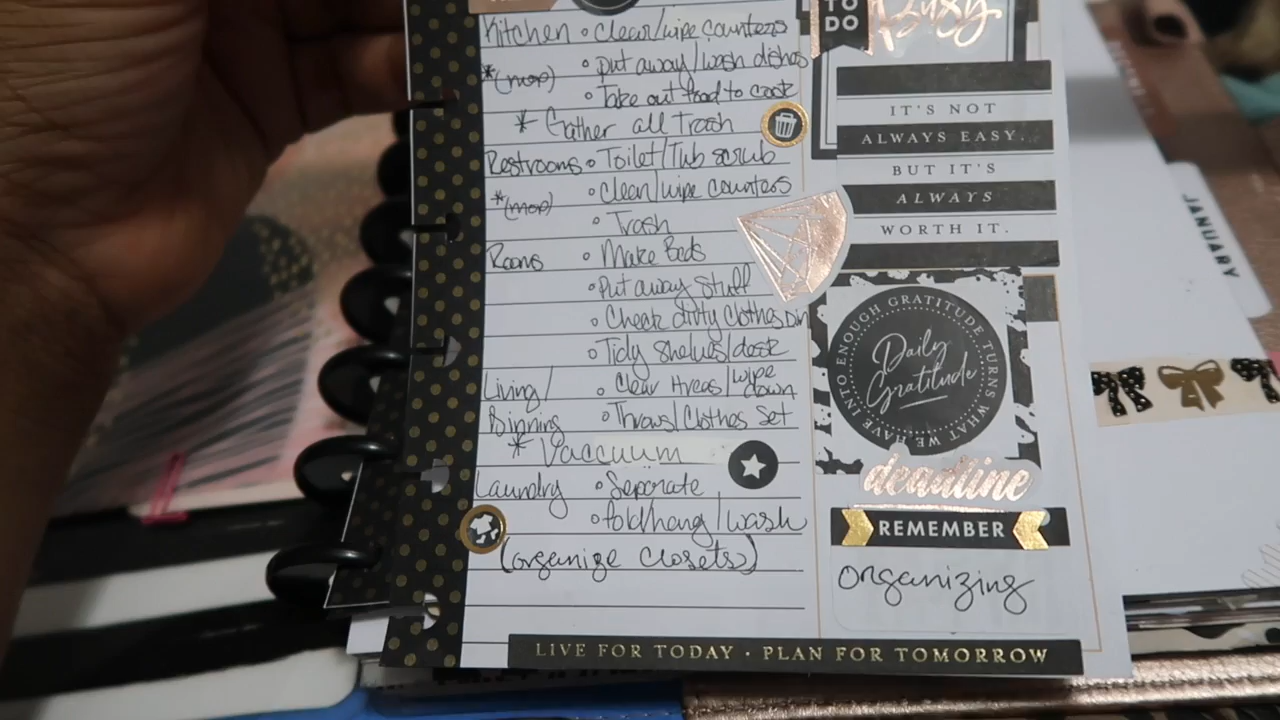 Kitchen ○ clear/wipe counters
*(mop) ○ put away/wash dishes
○ Take out food to cook
* Gather all Trash
Restrooms ○ Toilet/Tub scrub
*(mop) ○ Clean/wipe counters
○ Trash
Rooms ○ Make Beds
○ Put away stuff
○ Check dirty Clothes bin
○ Tidy shelves/desk
Living/ ○ Clear Areas/wipe down
Dinning ○ Throws/Clothes set
* Vaccuum
Laundry ○ Seperate
○ fold/hang/wash
(organize closets)
TO DO
Busy
IT'S NOT
ALWAYS EASY..
BUT IT'S
ALWAYS
WORTH IT.
GRATITUDE TURNS WHAT WE HAVE INTO ENOUGH
Daily
Gratitude
deadline
REMEMBER
organizing
LIVE FOR TODAY • PLAN FOR TOMORROW
JANUARY